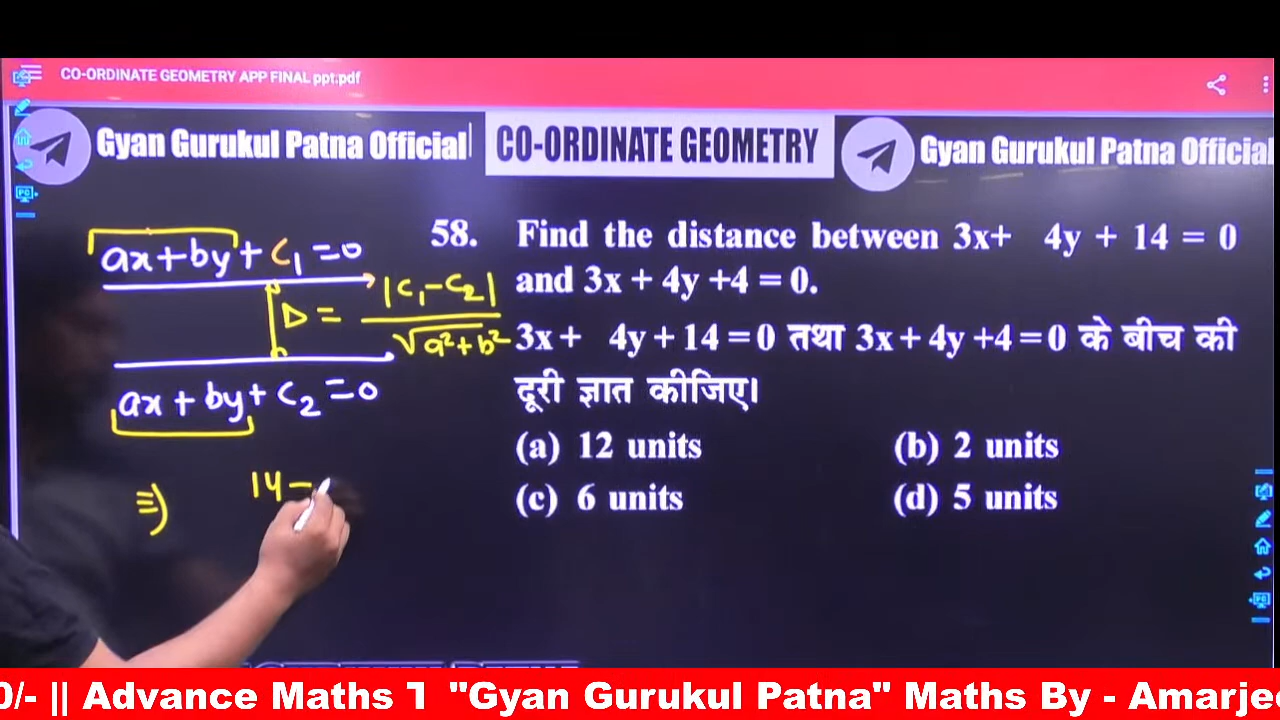 CO-ORDINATE GEOMETRY APP FINAL ppt.pdf
Gyan Gurukul Patna Official
CO-ORDINATE GEOMETRY
Gyan Gurukul Patna Official
ax+by+c₁=0
D = |c₁-c₂| / √a²+b²
ax+by+c₂=0
⇒ 14-
58. Find the distance between 3x+ 4y + 14 = 0
and 3x + 4y +4 = 0.
3x+ 4y + 14 = 0 तथा 3x + 4y +4 = 0 के बीच की
दूरी ज्ञात कीजिए।
(a) 12 units (b) 2 units
(c) 6 units (d) 5 units
0/- || Advance Maths "Gyan Gurukul Patna" Maths By - Amarjee